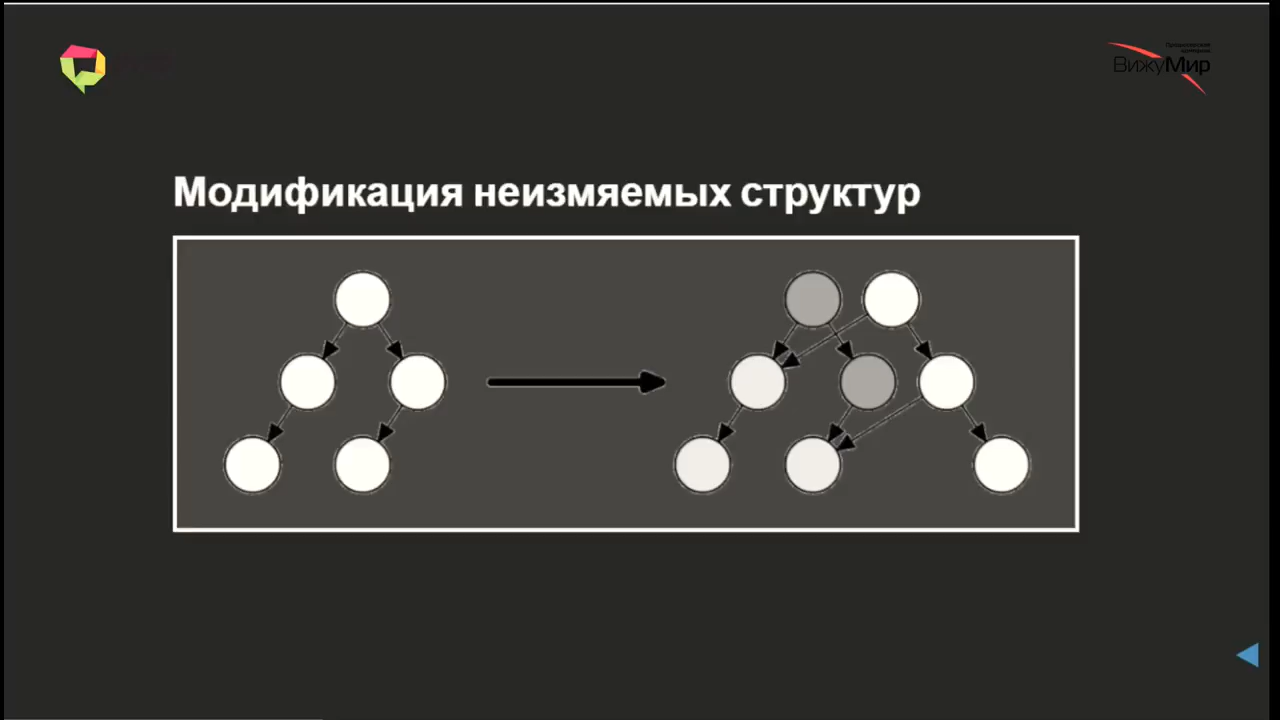 ВижуМир
Модификация неизмяемых структур